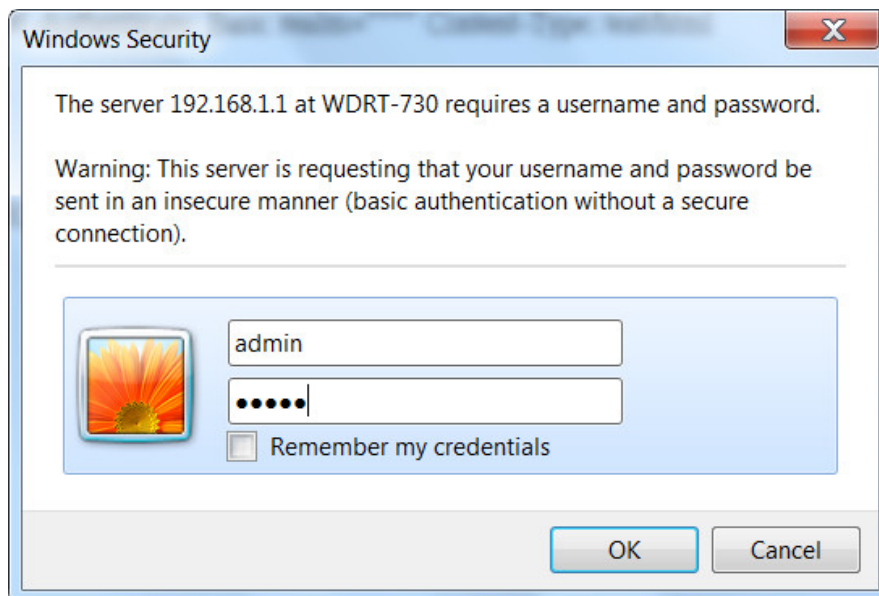 Windows Security
The server 192.168.1.1 at WDRT-730 requires a username and password.
Warning: This server is requesting that your username and password be
sent in an insecure manner (basic authentication without a secure
connection).
admin
●●●●●
Remember my credentials
OK
Cancel